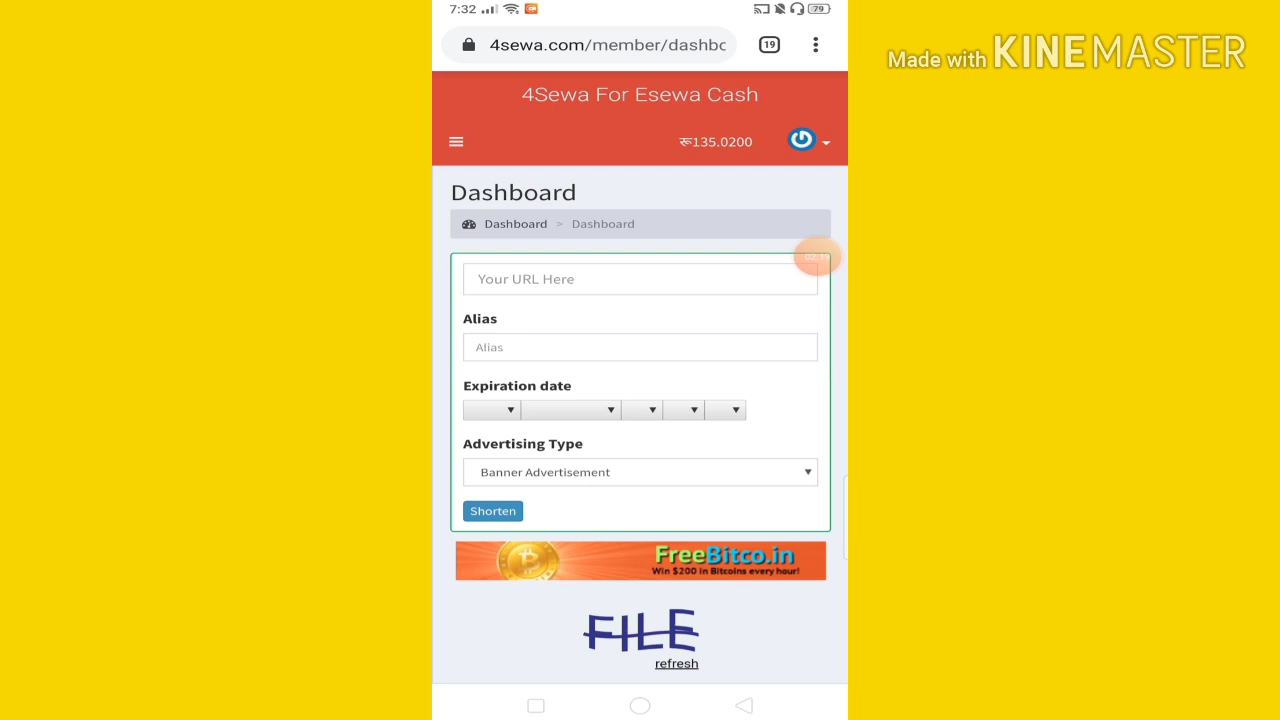 7:32
79
4sewa.com/member/dashbo
19
Made with KINEMASTER
4Sewa For Esewa Cash
रू135.0200
Dashboard
Dashboard > Dashboard
Your URL Here
Alias
Alias
Expiration date
Advertising Type
Banner Advertisement
Shorten
FreeBitco.in
Win $200 in Bitcoins every hour!
FILE
refresh